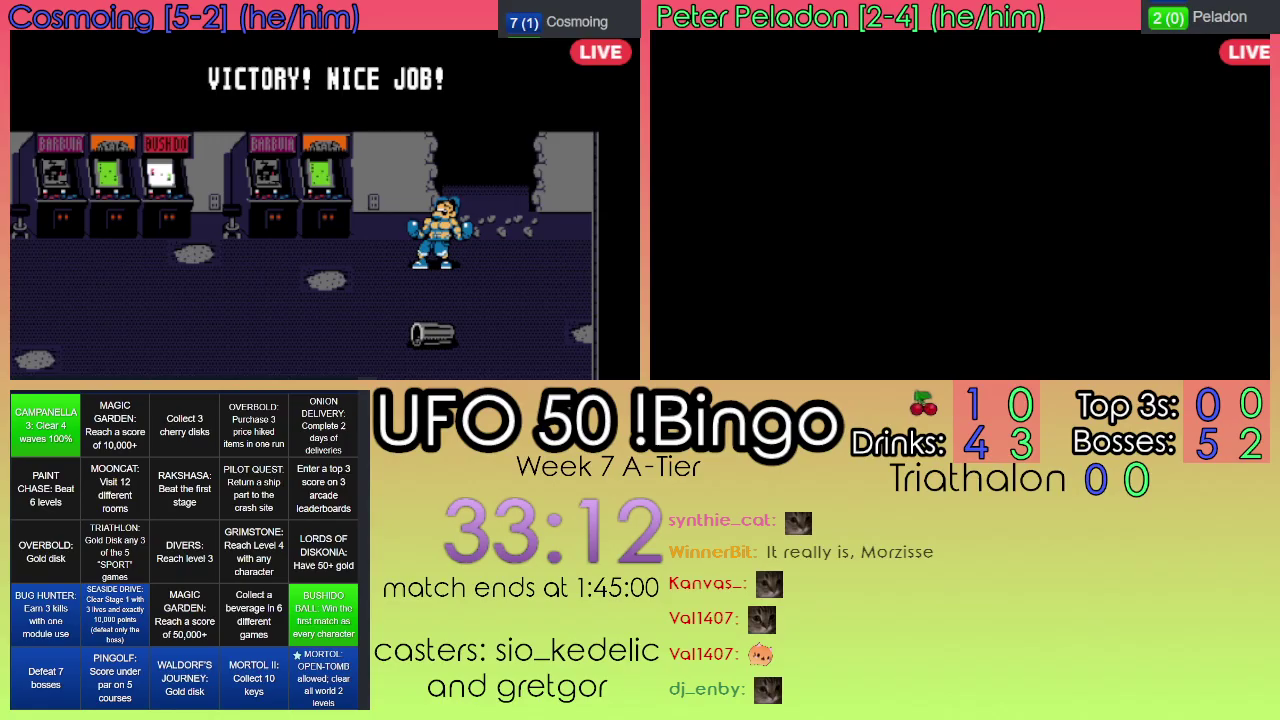 Cosmoing [5-2] (he/him)
7 (1) Cosmoing
Peter Peladon [2-4] (he/him)
2 (0) Peladon
LIVE
LIVE
VICTORY! NICE JOB!
BARBUTA
BUSHIDO
BARBUTA
CAMPANELLA
3: Clear 4
waves 100%
MAGIC
GARDEN:
Reach a score
of 10,000+
Collect 3
cherry disks
OVERBOLD:
Purchase 3
price hiked
items in one run
ONION
DELIVERY:
Complete 2
days of
deliveries
PAINT
CHASE: Beat
6 levels
MOONCAT:
Visit 12
different
rooms
RAKSHASA:
Beat the first
stage
PILOT QUEST:
Return a ship
part to the
crash site
Enter a top 3
score on 3
arcade
leaderboards
OVERBOLD:
Gold disk
TRIATHLON:
Gold Disk any 3
of the 5
"SPORT"
games
DIVERS:
Reach level 3
GRIMSTONE:
Reach Level 4
with any
character
LORDS OF
DISKONIA:
Have 50+ gold
BUG HUNTER:
Earn 3 kills
with one
module use
SEASIDE DRIVE:
Clear Stage 1 with
3 lives and exactly
10,000 points
(defeat only the
boss)
MAGIC
GARDEN:
Reach a score
of 50,000+
Collect a
beverage in 6
different
games
BUSHIDO
BALL: Win the
first match as
every character
Defeat 7
bosses
PINGOLF:
Score under
par on 5
courses
WALDORF'S
JOURNEY:
Gold disk
MORTOL II:
Collect 10
keys
MORTOL:
OPEN-TOMB
allowed; clear
all world 2
levels
UFO 50 !Bingo
Week 7 A-Tier
33:12
match ends at 1:45:00
casters: sio_kedelic
and gretgor
1 0
Drinks: 4 3
Top 3s: 0 0
Bosses: 5 2
Triathalon 0 0
synthie_cat:
WinnerBit: It really is, Morzisse
Kanvas_:
Val1407:
Val1407:
dj_enby: